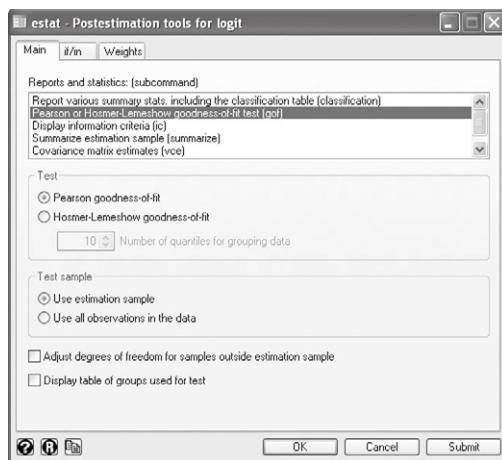 estat - Postestimation tools for logit
Main if/in Weights
Reports and statistics: (subcommand)
Report various summary stats. including the classification table (classification)
Pearson or Hosmer-Lemeshow goodness-of-fit test (gof)
Display information criteria (ic)
Summarize estimation sample (summarize)
Covariance matrix estimates (vce)
Test
Pearson goodness-of-fit
Hosmer-Lemeshow goodness-of-fit
10 Number of quantiles for grouping data
Test sample
Use estimation sample
Use all observations in the data
Adjust degrees of freedom for samples outside estimation sample
Display table of groups used for test
? R OK Cancel Submit